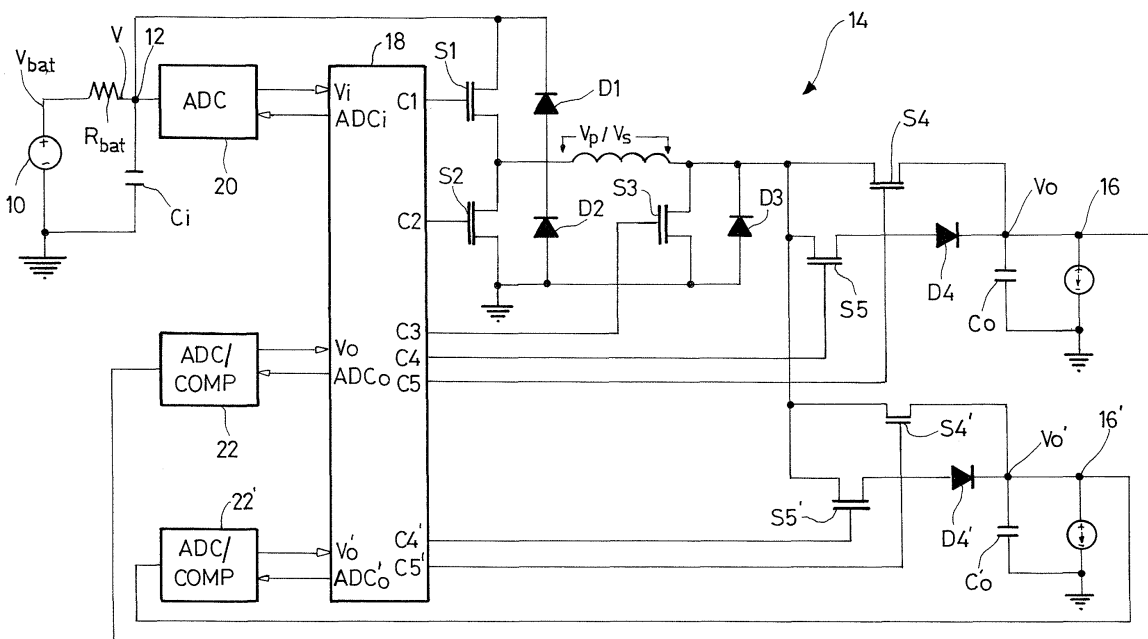 14
V
12
18
S1
Vbat
ADC
Vi
ADCi
C1
D1
Rbat
20
Vp/Vs
S4
10
Ci
S2
C2
D2
S3
D3
Vo
16
S5
D4
Co
ADC/
COMP
Vo
ADCo
C3
C4
C5
22
S4'
Vo'
16'
22'
S5'
D4'
C'o
ADC/
COMP
Vo'
ADC'o
C4'
C5'